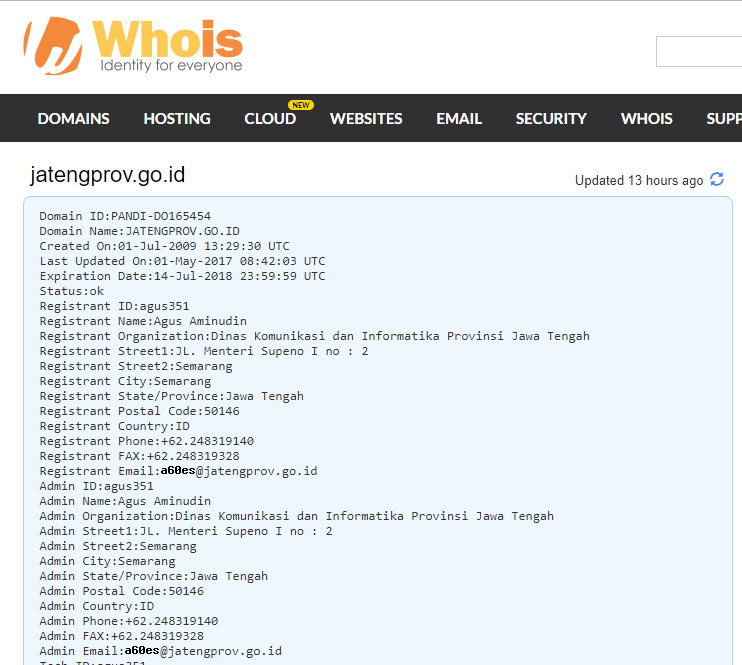 Whois
Identity for everyone
NEW
DOMAINS HOSTING CLOUD WEBSITES EMAIL SECURITY WHOIS SUPP
jatengprov.go.id
Updated 13 hours ago
Domain ID:PANDI-DO165454
Domain Name:JATENGPROV.GO.ID
Created On:01-Jul-2009 13:29:30 UTC
Last Updated On:01-May-2017 08:42:03 UTC
Expiration Date:14-Jul-2018 23:59:59 UTC
Status:ok
Registrant ID:agus351
Registrant Name:Agus Aminudin
Registrant Organization:Dinas Komunikasi dan Informatika Provinsi Jawa Tengah
Registrant Street1:JL. Menteri Supeno I no : 2
Registrant Street2:Semarang
Registrant City:Semarang
Registrant State/Province:Jawa Tengah
Registrant Postal Code:50146
Registrant Country:ID
Registrant Phone:+62.248319140
Registrant FAX:+62.248319328
Registrant Email:a60es@jatengprov.go.id
Admin ID:agus351
Admin Name:Agus Aminudin
Admin Organization:Dinas Komunikasi dan Informatika Provinsi Jawa Tengah
Admin Street1:JL. Menteri Supeno I no : 2
Admin Street2:Semarang
Admin City:Semarang
Admin State/Province:Jawa Tengah
Admin Postal Code:50146
Admin Country:ID
Admin Phone:+62.248319140
Admin FAX:+62.248319328
Admin Email:a60es@jatengprov.go.id
Tech ID:agus351